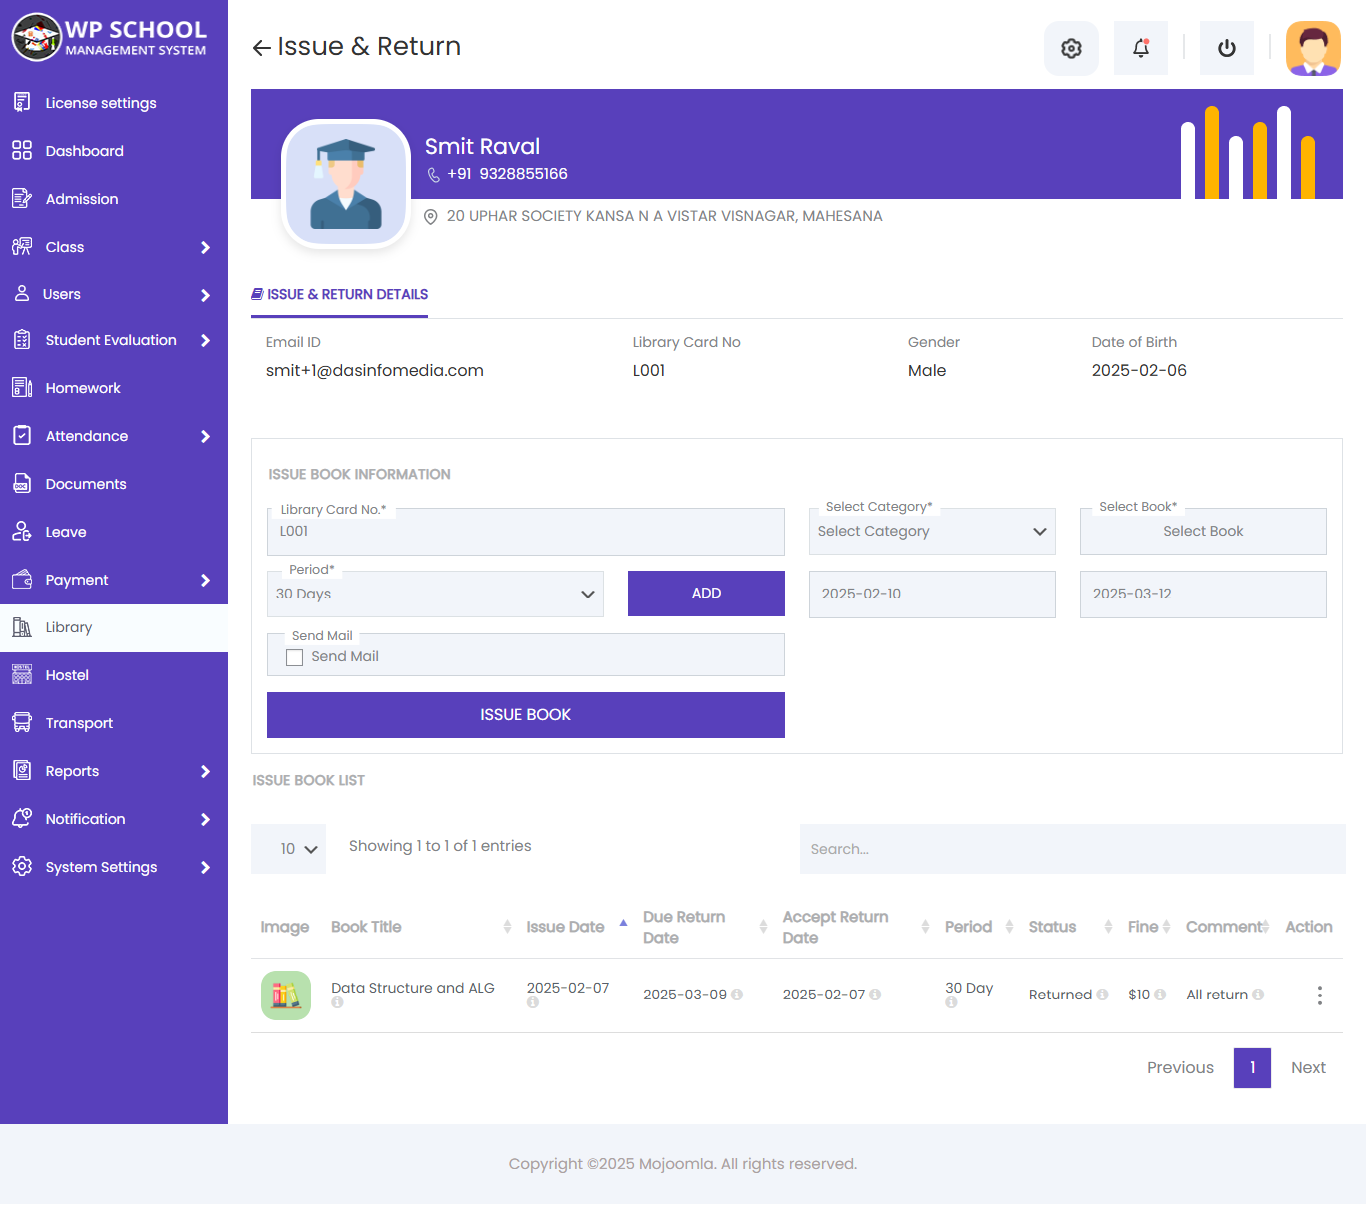 WP SCHOOL
MANAGEMENT SYSTEM
License settings
Dashboard
Admission
Class
Users
Student Evaluation
Homework
Attendance
Documents
Leave
Payment
Library
Hostel
Transport
Reports
Notification
System Settings
Issue & Return
Smit Raval
+91 9328855166
20 UPHAR SOCIETY KANSA N A VISTAR VISNAGAR, MAHESANA
ISSUE & RETURN DETAILS
Email ID Library Card No Gender Date of Birth
smit+1@dasinfomedia.com L001 Male 2025-02-06
ISSUE BOOK INFORMATION
Library Card No.* Select Category* Select Book*
L001 Select Category Select Book
Period*
30 Days ADD 2025-02-10 2025-03-12
Send Mail
Send Mail
ISSUE BOOK
ISSUE BOOK LIST
10 Showing 1 to 1 of 1 entries Search...
Image Book Title Issue Date Due Return Date Accept Return Date Period Status Fine Comment Action
Data Structure and ALG 2025-02-07 2025-03-09 2025-02-07 30 Day Returned $10 All return
Previous 1 Next
Copyright ©2025 Mojoomla. All rights reserved.